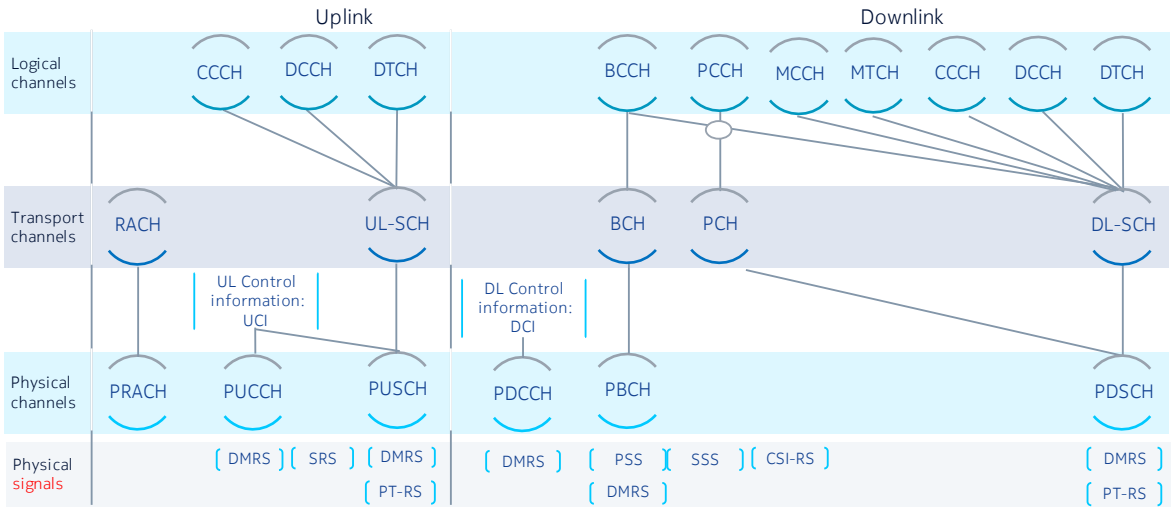 Uplink
Downlink
Logical
channels
CCCH
DCCH
DTCH
BCCH
PCCH
MCCH
MTCH
CCCH
DCCH
DTCH
Transport
channels
RACH
UL-SCH
BCH
PCH
DL-SCH
UL Control
information:
UCI
DL Control
information:
DCI
Physical
channels
PRACH
PUCCH
PUSCH
PDCCH
PBCH
PDSCH
Physical
signals
DMRS
SRS
DMRS
DMRS
PSS
SSS
CSI-RS
DMRS
PT-RS
DMRS
PT-RS